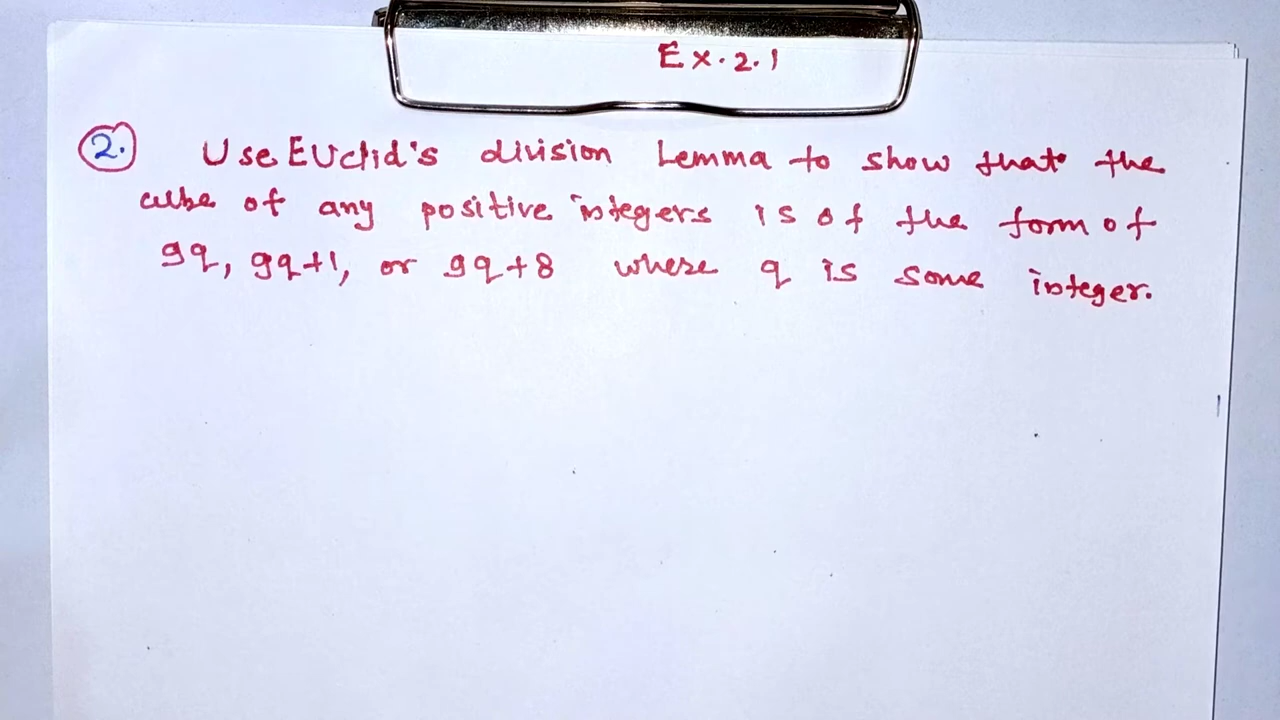 Ex. 2.1
2. Use Euclid's division Lemma to show that the
cube of any positive integers is of the form of
9q, 9q+1, or 9q+8 where q is some integer.